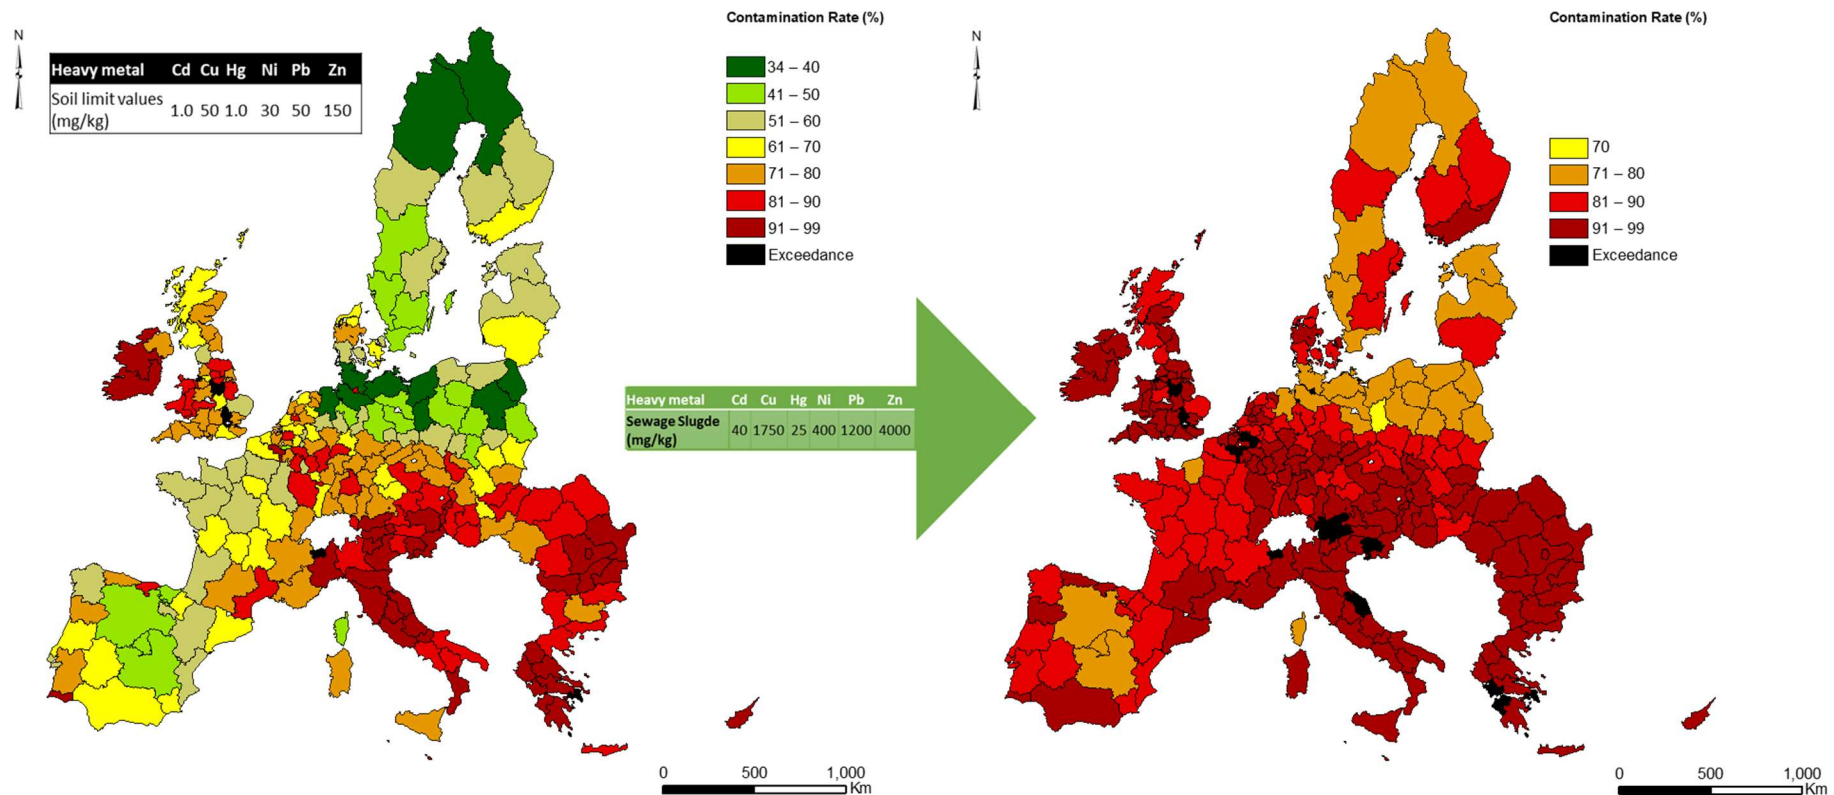 Contamination Rate (%)
N
Heavy metal Cd Cu Hg Ni Pb Zn
Soil limit values
(mg/kg) 1.0 50 1.0 30 50 150
34 – 40
41 – 50
51 – 60
61 – 70
71 – 80
81 – 90
91 – 99
Exceedance
0 500 1,000
Km
Heavy metal Cd Cu Hg Ni Pb Zn
Sewage Slugde
(mg/kg) 40 1750 25 400 1200 4000
Contamination Rate (%)
N
70
71 – 80
81 – 90
91 – 99
Exceedance
0 500 1,000
Km